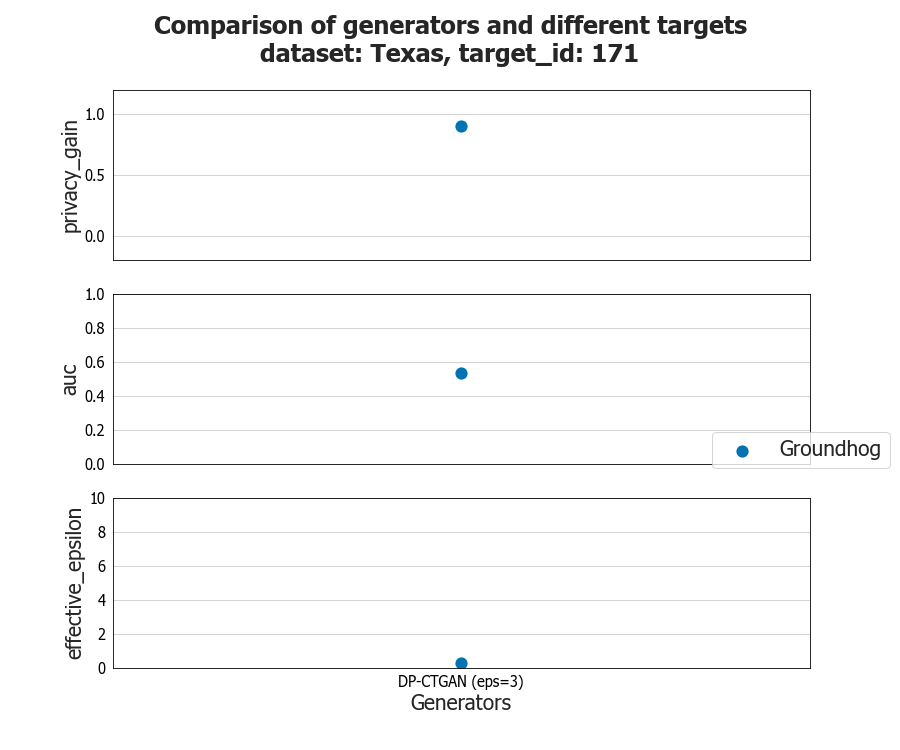 Comparison of generators and different targets
dataset: Texas, target_id: 171
privacy_gain
1.0
0.5
0.0
auc
1.0
0.8
0.6
0.4
0.2
0.0
Groundhog
effective_epsilon
10
8
6
4
2
0
DP-CTGAN (eps=3)
Generators